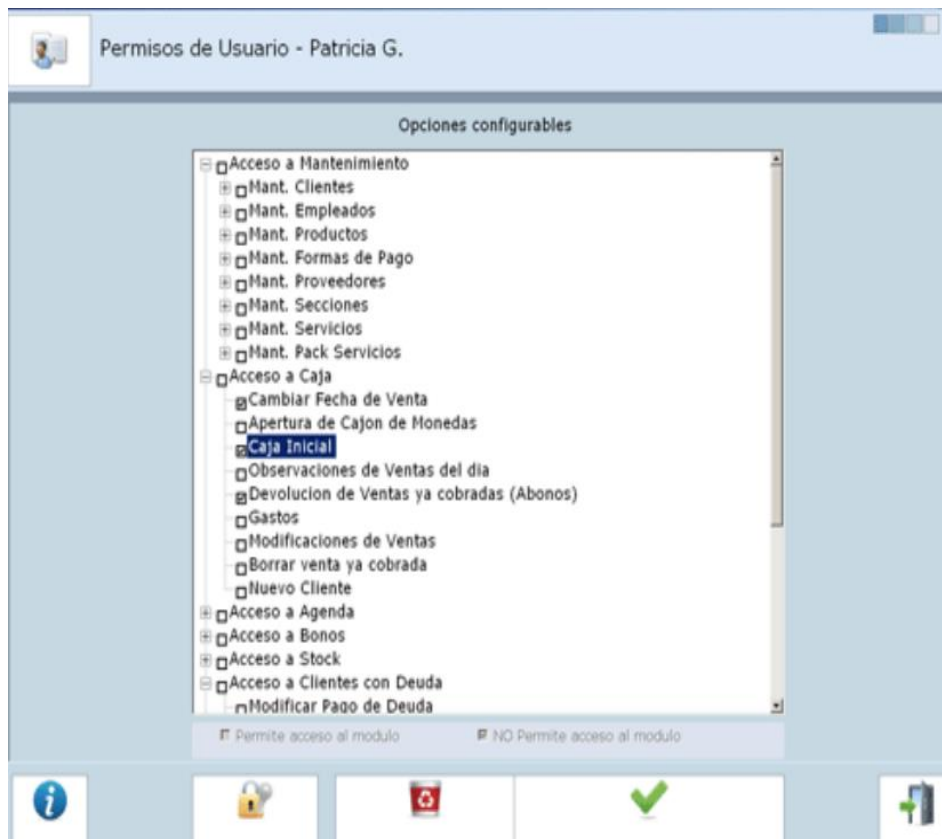 Permisos de Usuario - Patricia G.
Opciones configurables
Acceso a Mantenimiento
Mant. Clientes
Mant. Empleados
Mant. Productos
Mant. Formas de Pago
Mant. Proveedores
Mant. Secciones
Mant. Servicios
Mant. Pack Servicios
Acceso a Caja
Cambiar Fecha de Venta
Apertura de Cajon de Monedas
Caja Inicial
Observaciones de Ventas del dia
Devolucion de Ventas ya cobradas (Abonos)
Gastos
Modificaciones de Ventas
Borrar venta ya cobrada
Nuevo Cliente
Acceso a Agenda
Acceso a Bonos
Acceso a Stock
Acceso a Clientes con Deuda
Modificar Pago de Deuda
Permite acceso al modulo NO Permite acceso al modulo